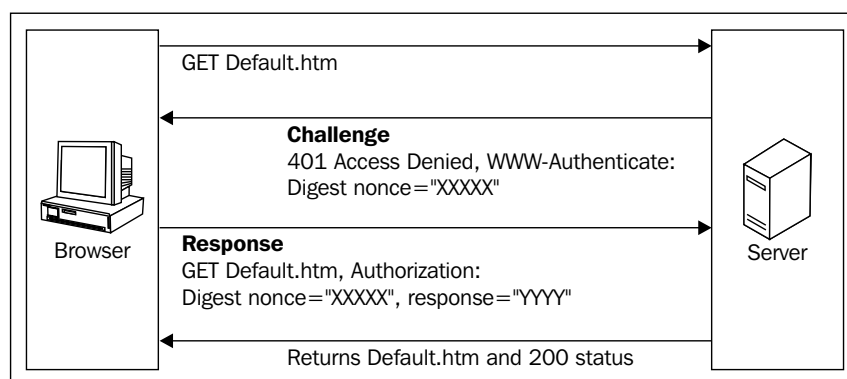 GET Default.htm
Challenge
401 Access Denied, WWW-Authenticate:
Digest nonce="XXXXX"
Browser
Response
GET Default.htm, Authorization:
Digest nonce="XXXXX", response="YYYY"
Server
Returns Default.htm and 200 status